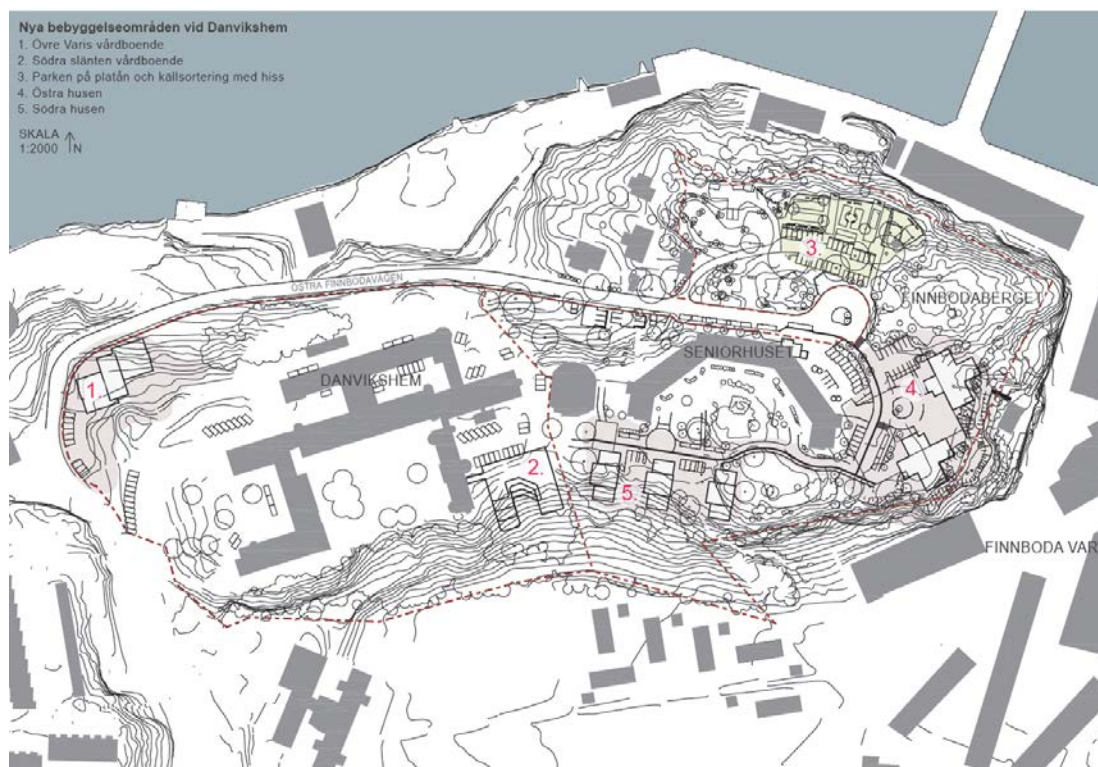 Nya bebyggelseområden vid Danvikshem
1. Övre Varis vårdboende
2. Södra slänten vårdboende
3. Parken på platån och källsortering med hiss
4. Östra husen
5. Södra husen
SKALA
1:2000 N
3.
ÖSTRA FINNBODAVÄGEN
FINNBODABERGET
SENIORHUSET
DANVIKSHEM
1.
4.
2.
5.
FINNBODA VAR